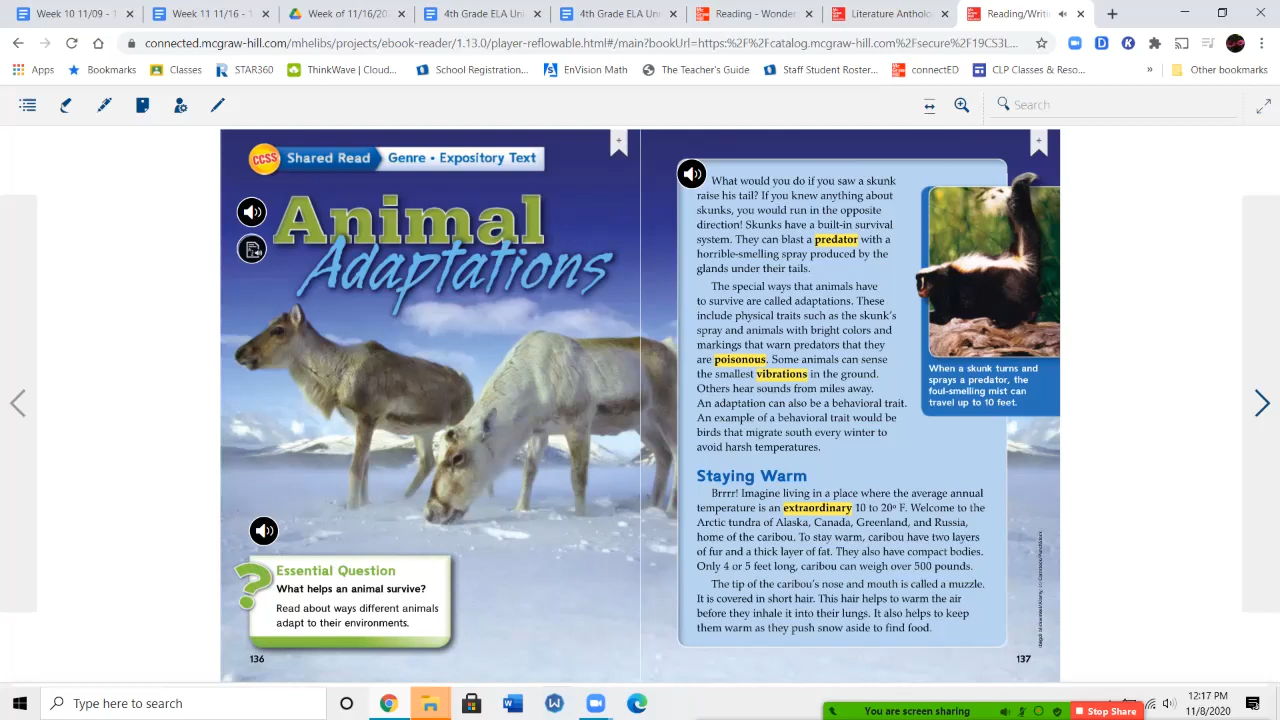 Week 10 11/09 - 1
Week 11 11/16 - 1
Week of 11/16/20
4th Grade ELA Uni
4th Grade ELA Uni
Reading - Wonder
Literature Antholo
Reading/Writi
connected.mcgraw-hill.com/mhelibs/projects/ebook-reader/1.13.0/player-rajowable.html#/main?bookUrl=https:%2F%2Fcatalog.mcgraw-hill.com%2Fsecure%2F19CS3L...
Apps
Bookmarks
Classes
STAR360
ThinkWave | Cloud...
School Registration...
EnVision Math
The Teacher's Guide
Staff Student Roster...
connectED
CLP Classes & Reso...
»
Other bookmarks
Search
CCSS Shared Read Genre • Expository Text
Animal
Adaptations
Essential Question
What helps an animal survive?
Read about ways different animals
adapt to their environments.
136
What would you do if you saw a skunk
raise his tail? If you knew anything about
skunks, you would run in the opposite
direction! Skunks have a built-in survival
system. They can blast a predator with a
horrible-smelling spray produced by the
glands under their tails.
The special ways that animals have
to survive are called adaptations. These
include physical traits such as the skunk's
spray and animals with bright colors and
markings that warn predators that they
are poisonous. Some animals can sense
the smallest vibrations in the ground.
Others hear sounds from miles away.
An adaptation can also be a behavioral trait.
An example of a behavioral trait would be
birds that migrate south every winter to
avoid harsh temperatures.
When a skunk turns and
sprays a predator, the
foul-smelling mist can
travel up to 10 feet.
Staying Warm
Brrrr! Imagine living in a place where the average annual
temperature is an extraordinary 10 to 20° F. Welcome to the
Arctic tundra of Alaska, Canada, Greenland, and Russia,
home of the caribou. To stay warm, caribou have two layers
of fur and a thick layer of fat. They also have compact bodies.
Only 4 or 5 feet long, caribou can weigh over 500 pounds.
The tip of the caribou's nose and mouth is called a muzzle.
It is covered in short hair. This hair helps to warm the air
before they inhale it into their lungs. It also helps to keep
them warm as they push snow aside to find food.
137
Type here to search
You are screen sharing
Stop Share
12:17 PM
11/8/2020